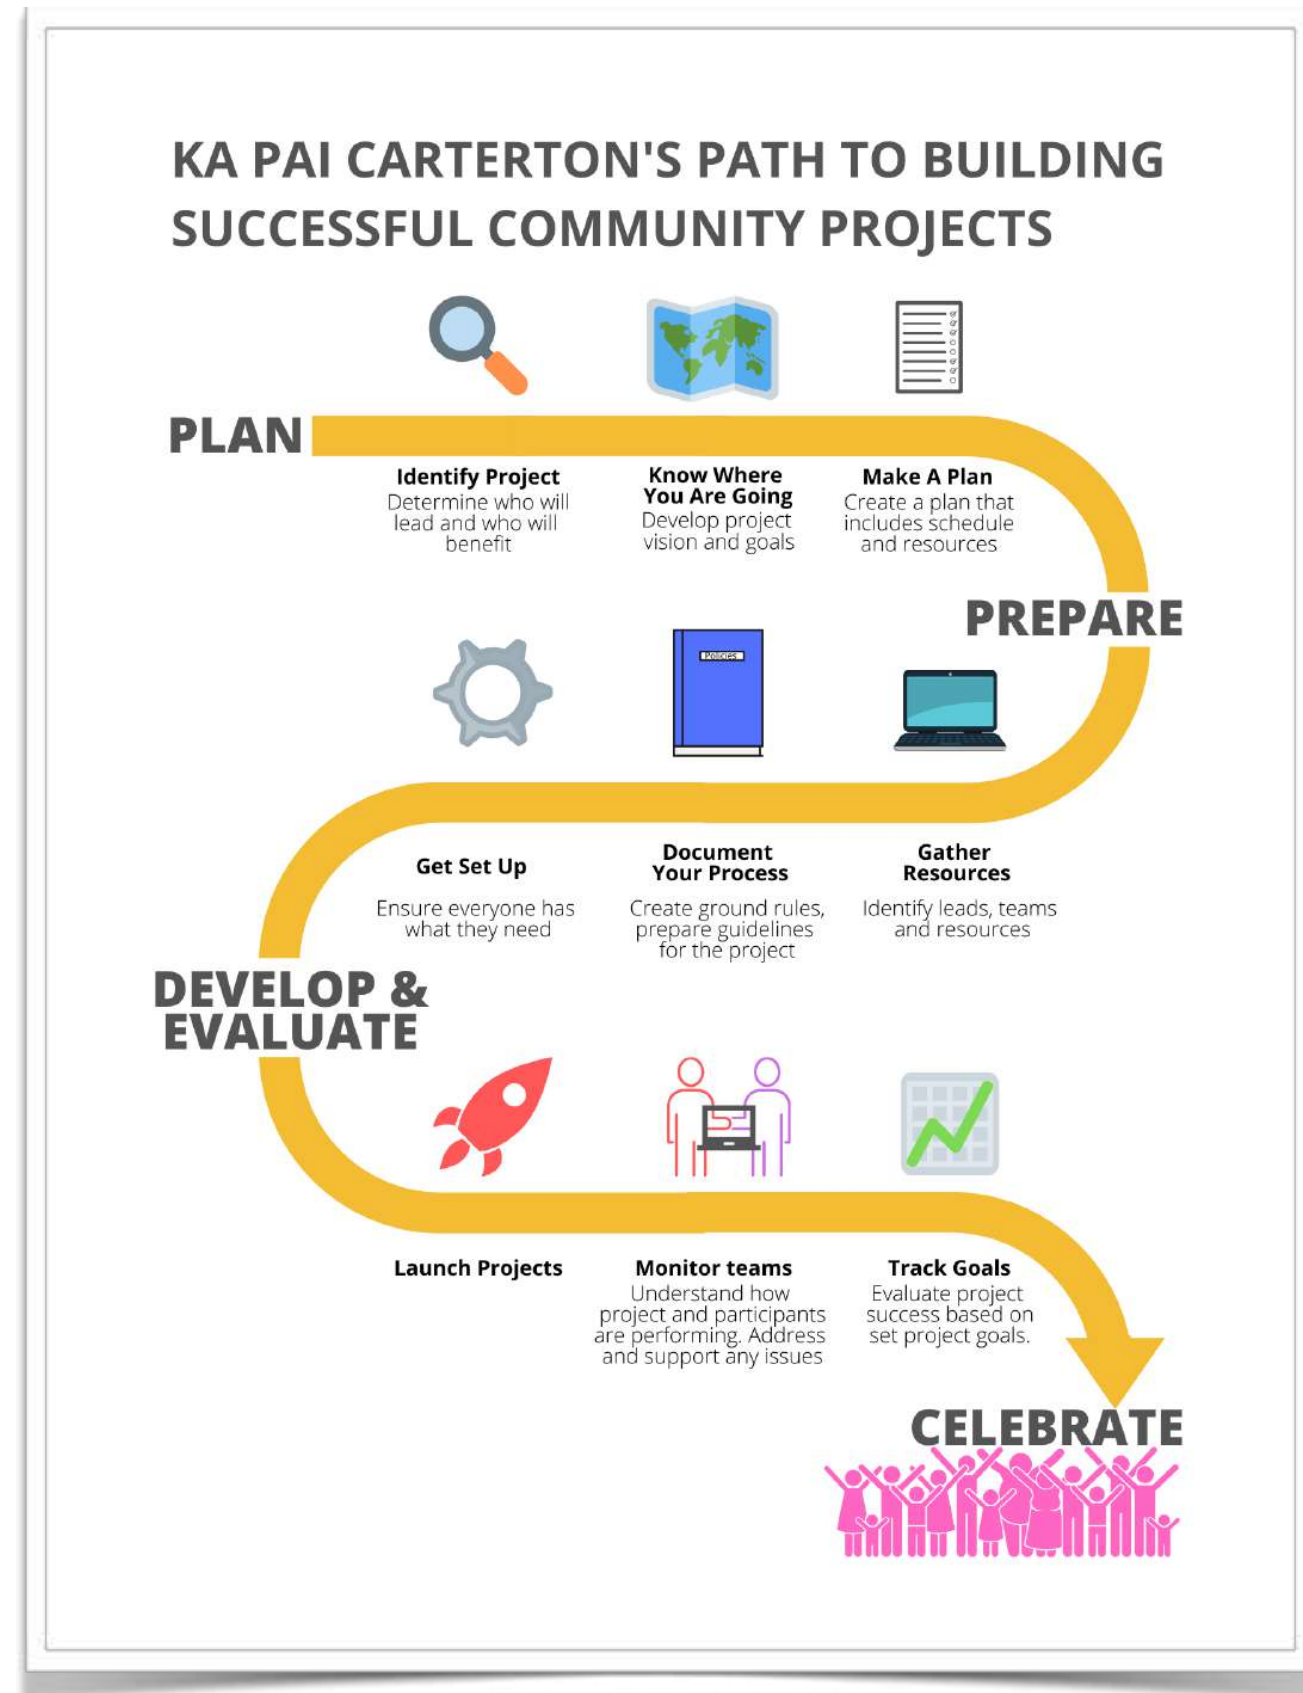 KA PAI CARTERTON'S PATH TO BUILDING
SUCCESSFUL COMMUNITY PROJECTS
PLAN
Identify Project
Determine who will
lead and who will
benefit
Know Where
You Are Going
Develop project
vision and goals
Make A Plan
Create a plan that
includes schedule
and resources
PREPARE
Policies
Get Set Up
Ensure everyone has
what they need
Document
Your Process
Create ground rules,
prepare guidelines
for the project
Gather
Resources
Identify leads, teams
and resources
DEVELOP &
EVALUATE
Launch Projects
Monitor teams
Understand how
project and participants
are performing. Address
and support any issues
Track Goals
Evaluate project
success based on
set project goals.
CELEBRATE